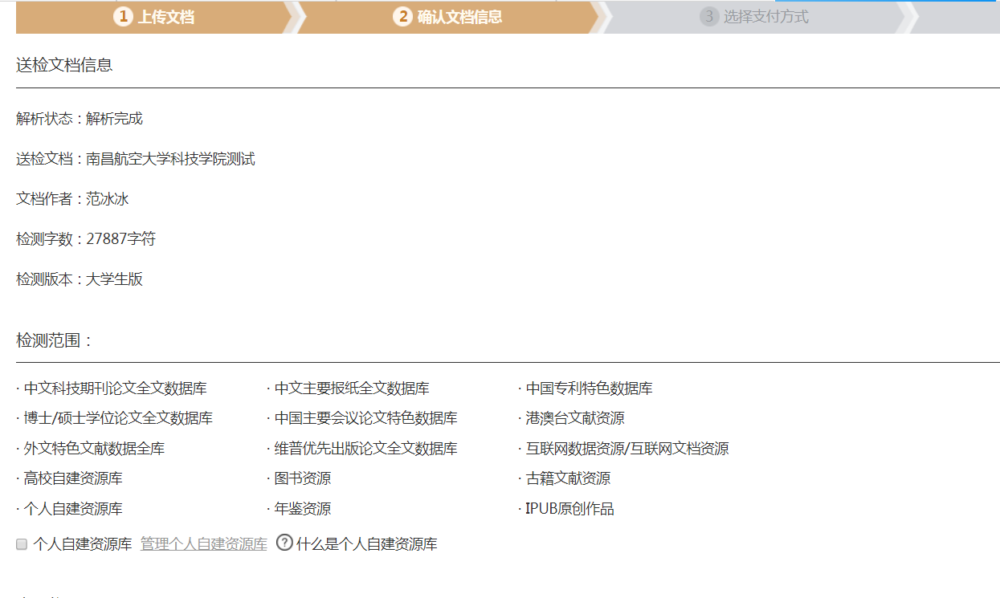 1 上传文档 2 确认文档信息 3 选择支付方式
送检文档信息
解析状态：解析完成
送检文档：南昌航空大学科技学院测试
文档作者：范冰冰
检测字数：27887字符
检测版本：大学生版
检测范围：
· 中文科技期刊论文全文数据库 · 中文主要报纸全文数据库 · 中国专利特色数据库
· 博士/硕士学位论文全文数据库 · 中国主要会议论文特色数据库 · 港澳台文献资源
· 外文特色文献数据全库 · 维普优先出版论文全文数据库 · 互联网数据资源/互联网文档资源
· 高校自建资源库 · 图书资源 · 古籍文献资源
· 个人自建资源库 · 年鉴资源 · IPUB原创作品
个人自建资源库 管理个人自建资源库 ? 什么是个人自建资源库